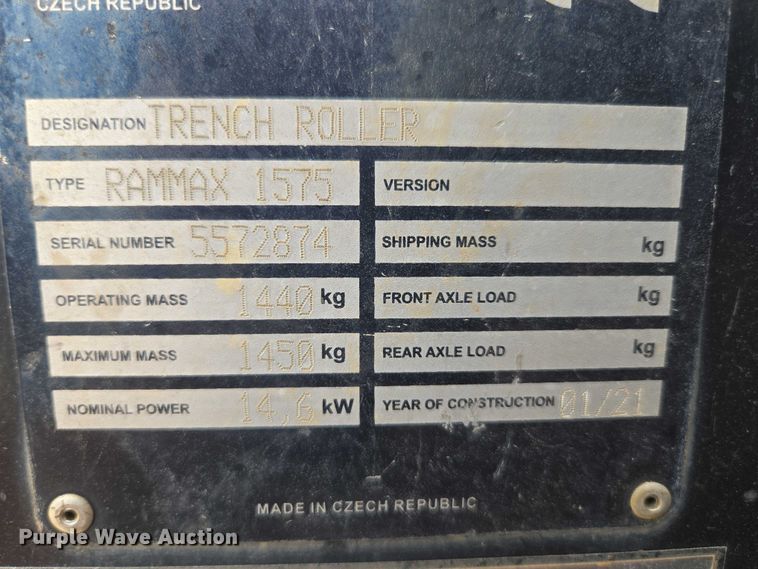 CZECH REPUBLIC
DESIGNATION TRENCH ROLLER
TYPE RAMMAX 1575 VERSION
SERIAL NUMBER 5572874 SHIPPING MASS kg
OPERATING MASS 1440 kg FRONT AXLE LOAD kg
MAXIMUM MASS 1450 kg REAR AXLE LOAD kg
NOMINAL POWER 14,6 kW YEAR OF CONSTRUCTION 01/21
MADE IN CZECH REPUBLIC
Purple Wave Auction